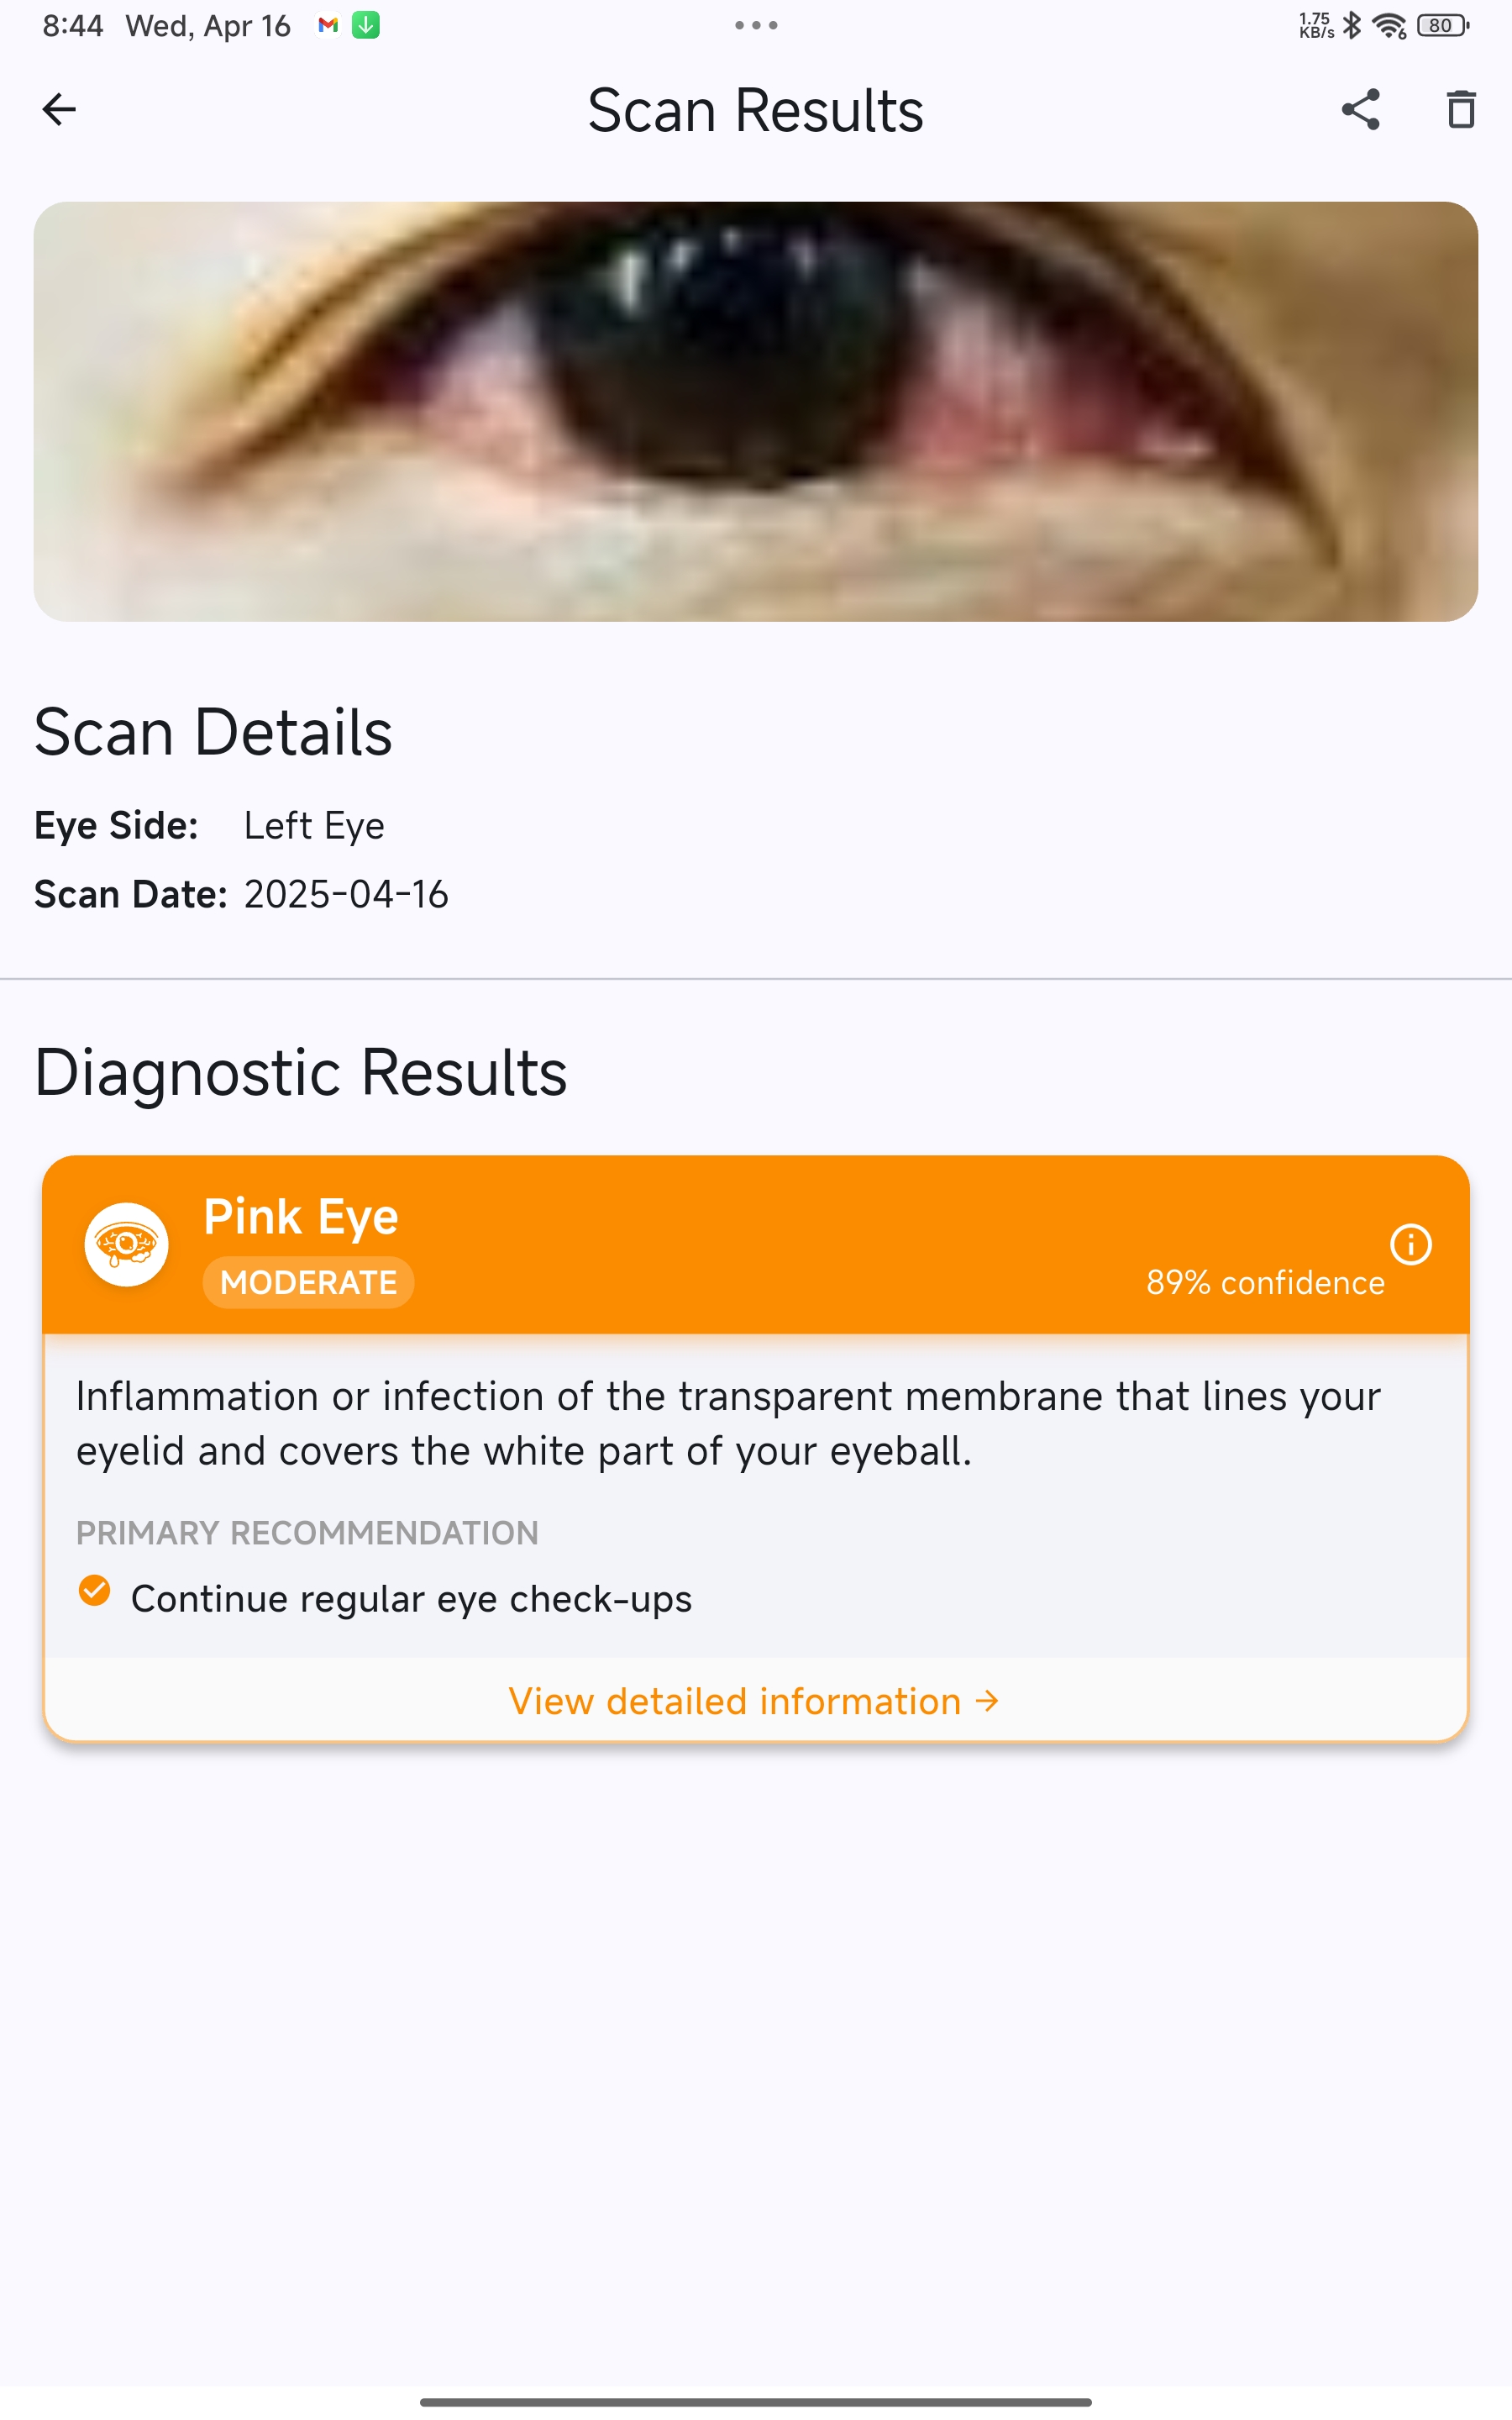 8:44 Wed, Apr 16
1.75 KB/s
6
80
Scan Results
Scan Details
Eye Side: Left Eye
Scan Date: 2025-04-16
Diagnostic Results
Pink Eye
MODERATE
89% confidence
Inflammation or infection of the transparent membrane that lines your
eyelid and covers the white part of your eyeball.
PRIMARY RECOMMENDATION
Continue regular eye check-ups
View detailed information →